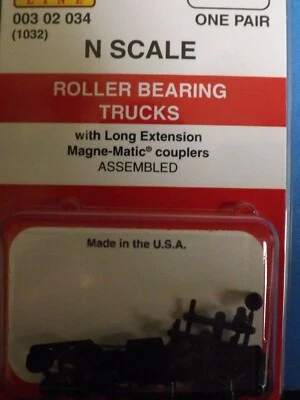 LINE
003 02 034
ONE PAIR
(1032)
N SCALE
ROLLER BEARING
TRUCKS
with Long Extension
Magne-Matic® couplers
ASSEMBLED
Made in the U.S.A.